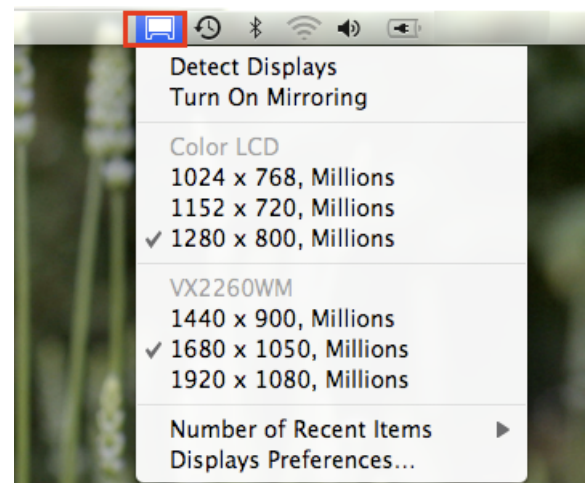 Detect Displays
Turn On Mirroring
Color LCD
1024 x 768, Millions
1152 x 720, Millions
✓ 1280 x 800, Millions
VX2260WM
1440 x 900, Millions
✓ 1680 x 1050, Millions
1920 x 1080, Millions
Number of Recent Items
Displays Preferences...